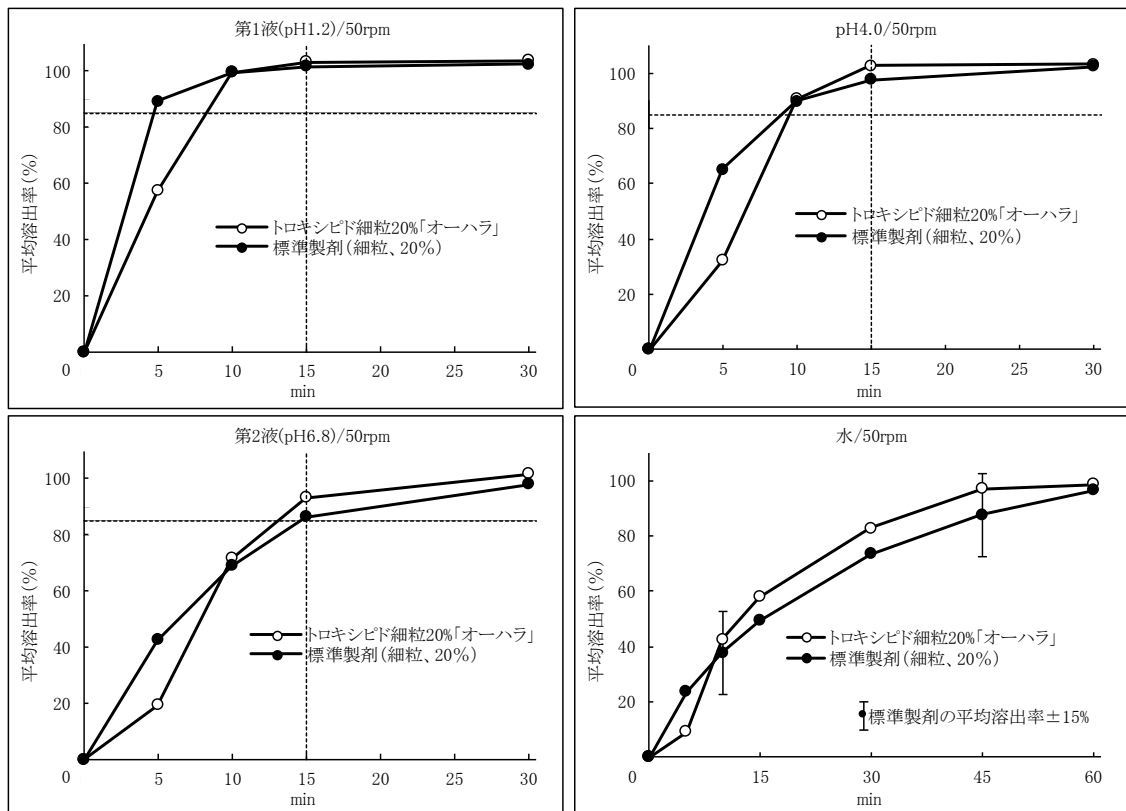 第1液(pH1.2)/50rpm
平均溶出率(%)
100
80
60
40
20
0
5
10
15
20
25
30
min
トロキシピド細粒20%「オーハラ」
標準製剤(細粒、20%)
pH4.0/50rpm
平均溶出率(%)
100
80
60
40
20
0
5
10
15
20
25
30
min
トロキシピド細粒20%「オーハラ」
標準製剤(細粒、20%)
第2液(pH6.8)/50rpm
平均溶出率(%)
100
80
60
40
20
0
5
10
15
20
25
30
min
トロキシピド細粒20%「オーハラ」
標準製剤(細粒、20%)
水/50rpm
平均溶出率(%)
100
80
60
40
20
0
15
30
45
60
min
トロキシピド細粒20%「オーハラ」
標準製剤(細粒、20%)
標準製剤の平均溶出率±15%